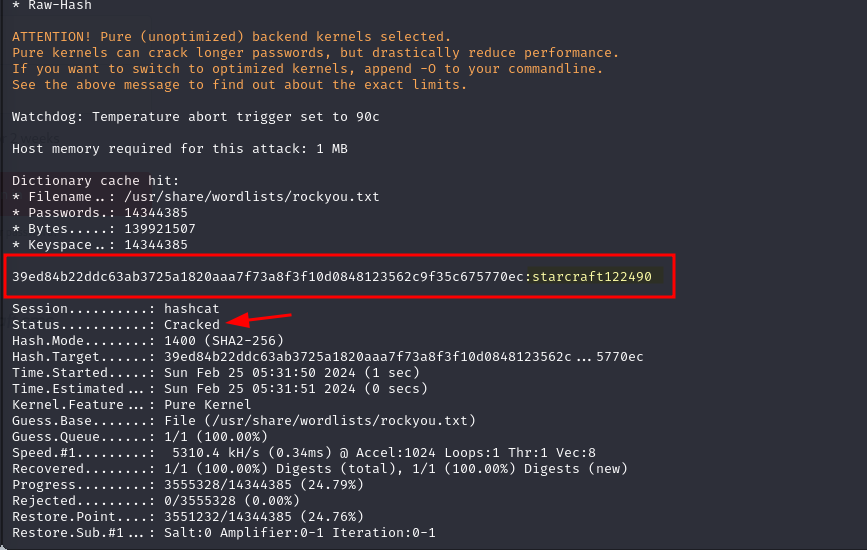 * Raw-Hash
ATTENTION! Pure (unoptimized) backend kernels selected.
Pure kernels can crack longer passwords, but drastically reduce performance.
If you want to switch to optimized kernels, append -O to your commandline.
See the above message to find out about the exact limits.
Watchdog: Temperature abort trigger set to 90c
Host memory required for this attack: 1 MB
Dictionary cache hit:
* Filename..: /usr/share/wordlists/rockyou.txt
* Passwords.: 14344385
* Bytes.....: 139921507
* Keyspace..: 14344385
39ed84b22ddc63ab3725a1820aaa7f73a8f3f10d0848123562c9f35c675770ec:starcraft122490
Session..........: hashcat
Status...........: Cracked
Hash.Mode........: 1400 (SHA2-256)
Hash.Target......: 39ed84b22ddc63ab3725a1820aaa7f73a8f3f10d0848123562c...5770ec
Time.Started.....: Sun Feb 25 05:31:50 2024 (1 sec)
Time.Estimated...: Sun Feb 25 05:31:51 2024 (0 secs)
Kernel.Feature...: Pure Kernel
Guess.Base.......: File (/usr/share/wordlists/rockyou.txt)
Guess.Queue......: 1/1 (100.00%)
Speed.#1.........:  5310.4 kH/s (0.34ms) @ Accel:1024 Loops:1 Thr:1 Vec:8
Recovered........: 1/1 (100.00%) Digests (total), 1/1 (100.00%) Digests (new)
Progress.........: 3555328/14344385 (24.79%)
Rejected.........: 0/3555328 (0.00%)
Restore.Point....: 3551232/14344385 (24.76%)
Restore.Sub.#1...: Salt:0 Amplifier:0-1 Iteration:0-1